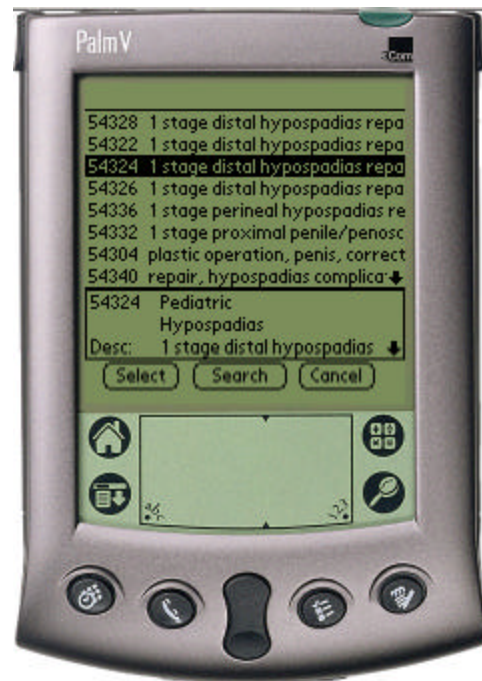 Palm V
3Com
54328 1 stage distal hypospadias repa
54322 1 stage distal hypospadias repa
54324 1 stage distal hypospadias repa
54326 1 stage distal hypospadias repa
54336 1 stage perineal hypospadias re
54332 1 stage proximal penile/penosc
54304 plastic operation, penis, correct
54340 repair, hypospadias complica
54324 Pediatric
Hypospadias
Desc: 1 stage distal hypospadias
Select Search Cancel